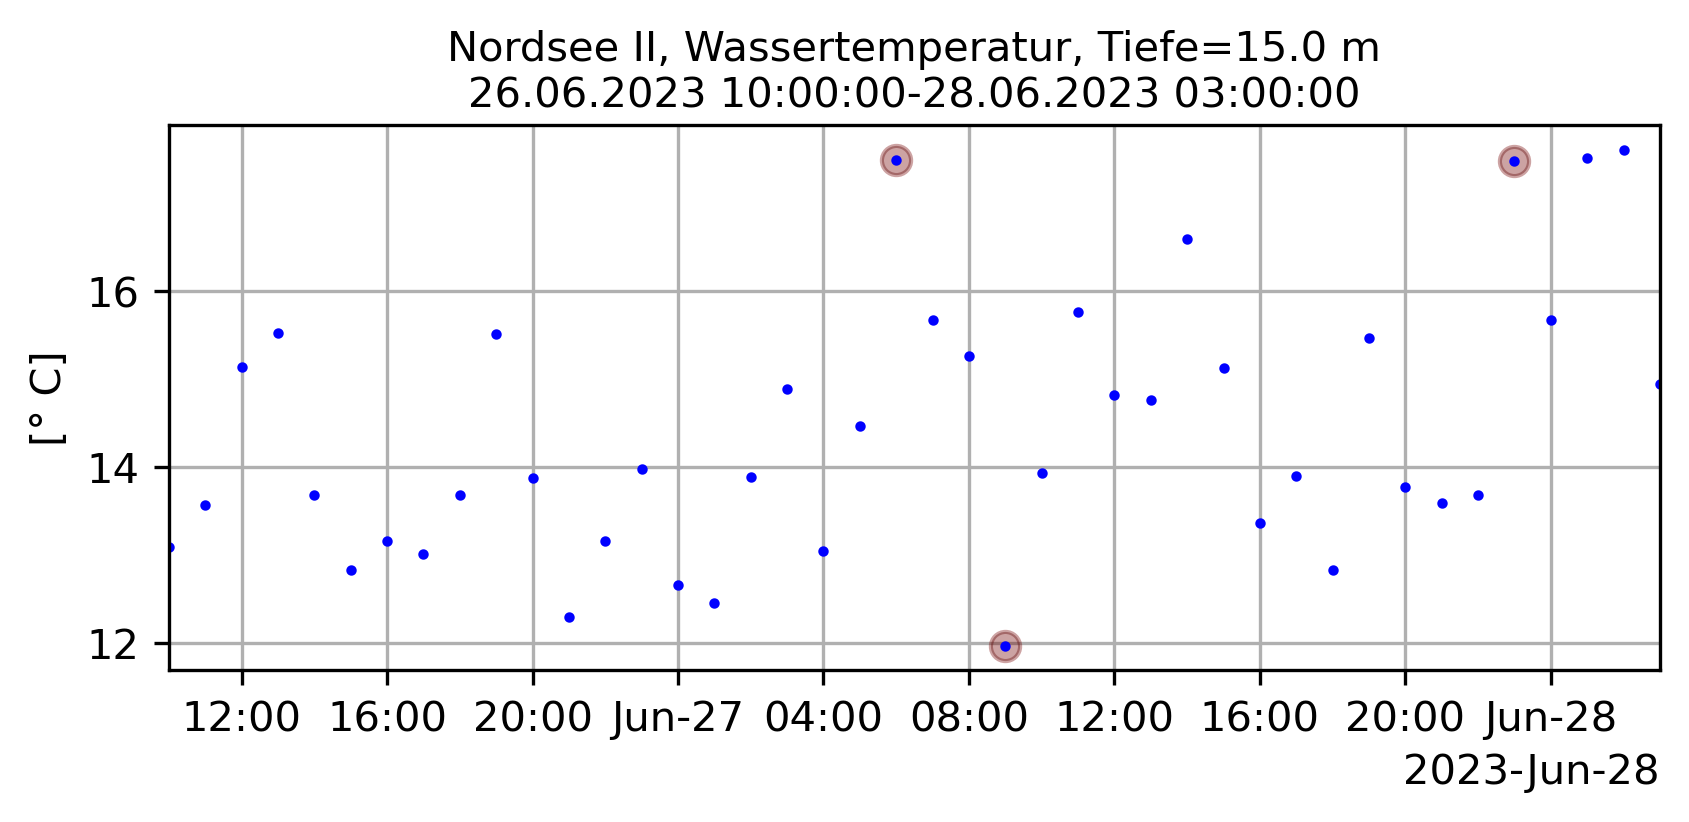 Nordsee II, Wassertemperatur, Tiefe=15.0 m
26.06.2023 10:00:00-28.06.2023 03:00:00
[° C]
16
14
12
12:00 16:00 20:00 Jun-27 04:00 08:00 12:00 16:00 20:00 Jun-28
2023-Jun-28